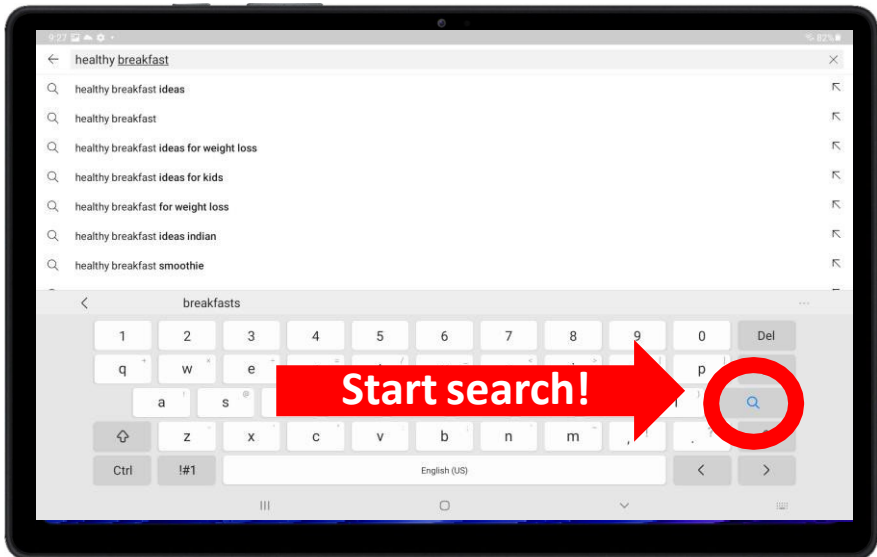 9:27 82%
healthy breakfast
healthy breakfast ideas
healthy breakfast
healthy breakfast ideas for weight loss
healthy breakfast ideas for kids
healthy breakfast for weight loss
healthy breakfast ideas indian
healthy breakfast smoothie
breakfasts
1 2 3 4 5 6 7 8 9 0 Del
q w e p
Start search!
a s
z x c v b n m , ! . ?
Ctrl !#1 English (US)